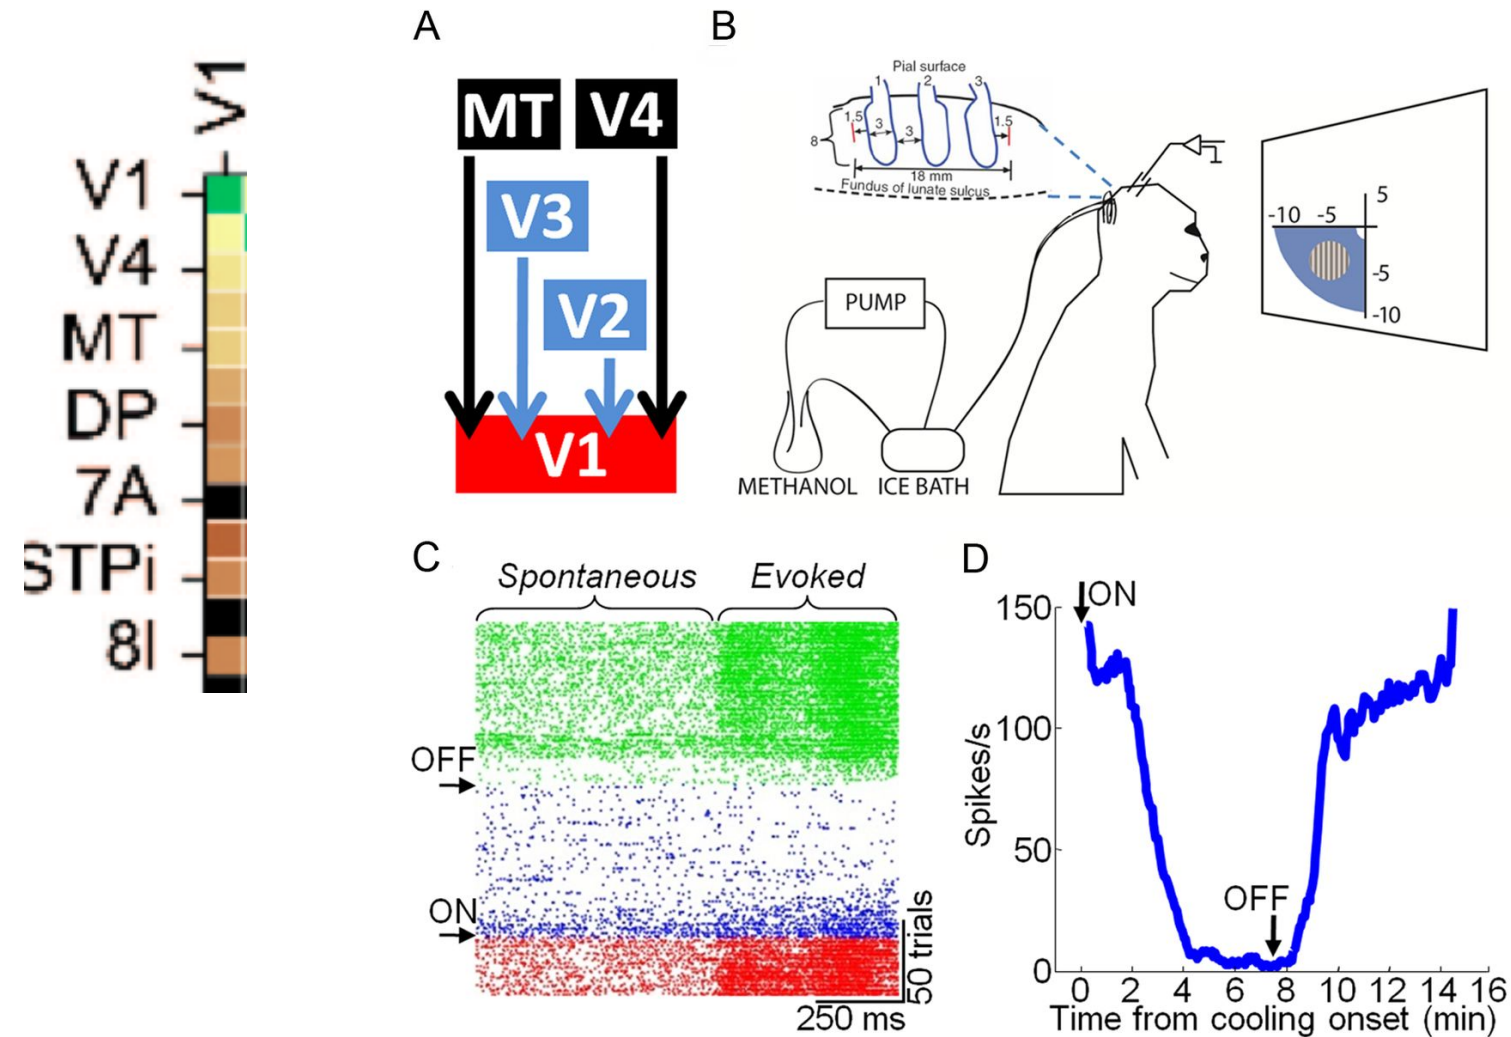 V1
V1
V4
MT
DP
7A
STPi
8l
A
MT
V4
V3
V2
V1
B
Pial surface
1 2 3
1.5 3 3 1.5
8
18 mm
Fundus of lunate sulcus
PUMP
METHANOL
ICE BATH
5
-10 -5
-5
-10
C
Spontaneous Evoked
OFF
ON
50 trials
250 ms
D
ON
OFF
Spikes/s
150
100
50
0
0 2 4 6 8 10 12 14 16
Time from cooling onset (min)